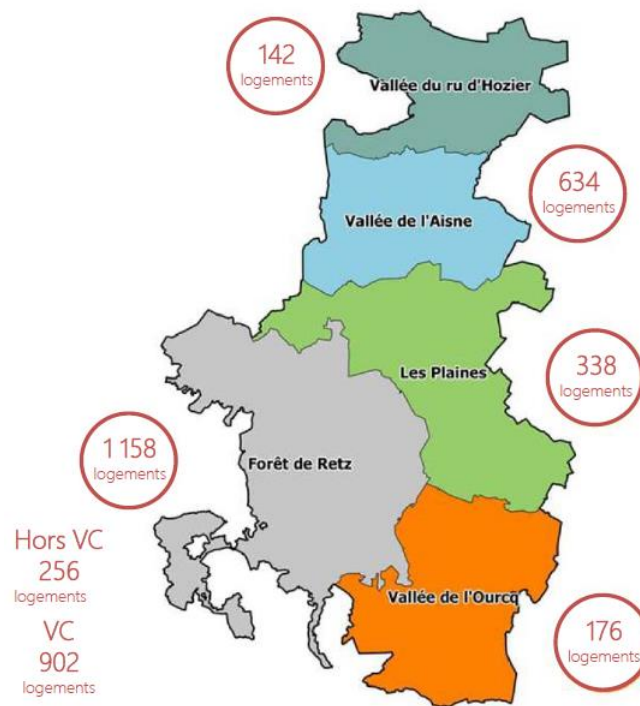 142
logements
Vallée du ru d'Hozier
634
logements
Vallée de l'Aisne
338
logements
Les Plaines
1 158
logements
Forêt de Retz
Hors VC
256
logements
VC
902
logements
Vallée de l'Ourcq
176
logements